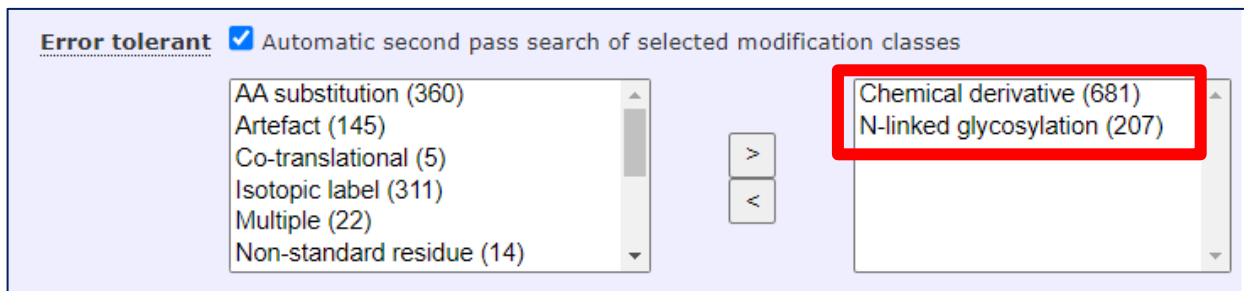 Error tolerant Automatic second pass search of selected modification classes
AA substitution (360)
Artefact (145)
Co-translational (5)
Isotopic label (311)
Multiple (22)
Non-standard residue (14)
>
<
Chemical derivative (681)
N-linked glycosylation (207)